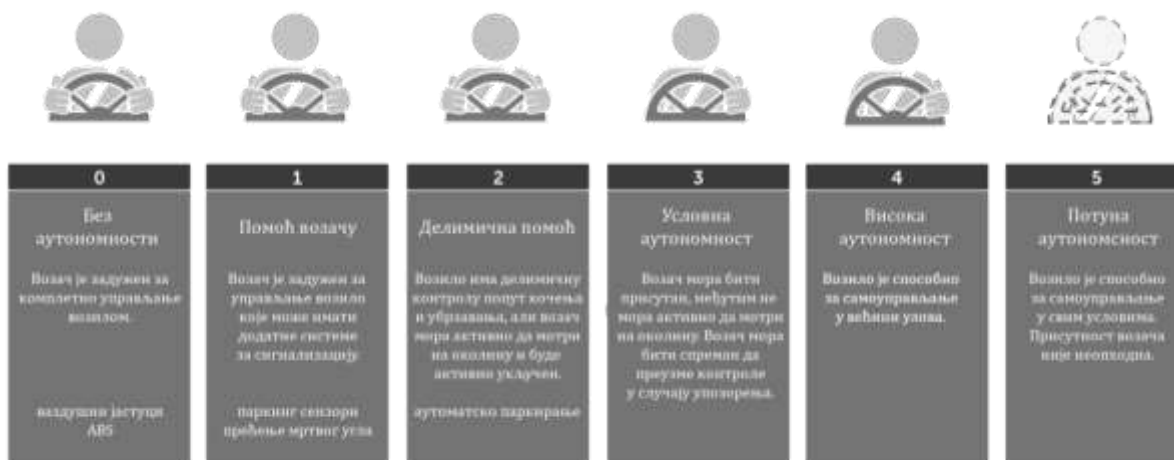 0
Без
аутономности
Возач је задужен за
комплетно управљање
возилом.
ваздушни јастуци
ABS
1
Помоћ возачу
Возач је задужен за
управљање возило
које може имати
додатне системе
за сигнализацију
паркинг сензори
праћење мртвог угла
2
Делимична помоћ
Возило има делимичну
контролу попут кочења
и убрзавања, али возач
мора активно да мотри
на околину и буде
активно укључен.
аутоматско паркирање
3
Условна
аутономност
Возач мора бити
присутан, међутим не
мора активно да мотри
на околину. Возач мора
бити спреман да
преузме контроле
у случају упозорења.
4
Висока
аутономност
Возило је способно
за самоуправљање
у већини улова.
5
Потуна
аутономсност
Возило је способно
за самоуправљање
у свим условима.
Присутност возача
није неопходна.